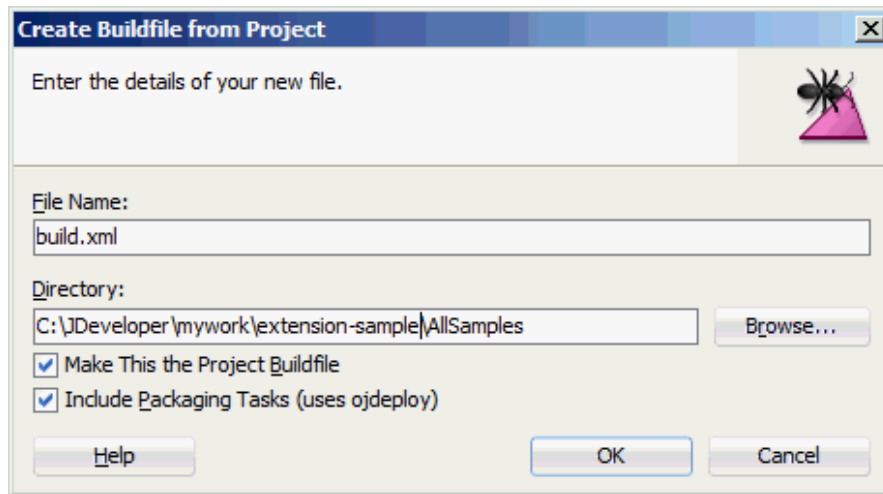 Create Buildfile from Project
Enter the details of your new file.
File Name:
build.xml
Directory:
C:\JDeveloper\mywork\extension-sample\AllSamples
Browse...
Make This the Project Buildfile
Include Packaging Tasks (uses ojdeploy)
Help
OK
Cancel